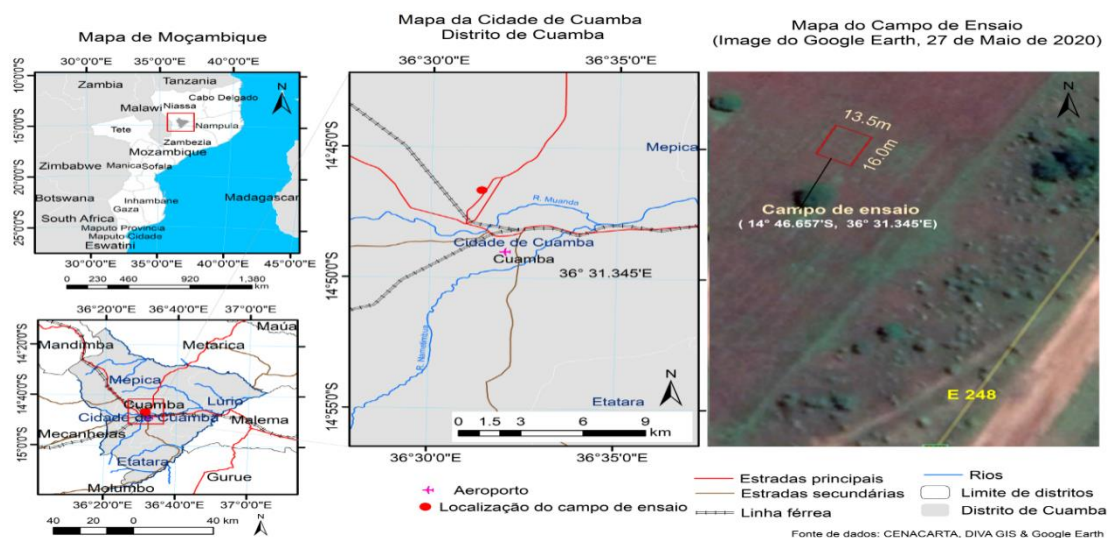 Mapa de Moçambique
30°0'0"E 35°0'0"E 40°0'0"E
10°0'0"S
15°0'0"S
20°0'0"S
25°0'0"S
Zambia
Tanzania
Cabo Delgado
Malawi
Niassa
Nampula
Tete
Zambezia
Mozambique
Zimbabwe
Manica
Sofala
Botswana
Inhambane
Gaza
Madagascar
South Africa
Maputo Provincia
Maputo Cidade
Eswatini
N
30°0'0"E 35°0'0"E 40°0'0"E 45°0'0"E
0 230 460 920 1,380
km
36°20'0"E 36°40'0"E 37°0'0"E
14°20'0"S
14°40'0"S
15°0'0"S
Mandimba
Maúa
Metarica
Mepica
Lurio
Cuamba
Cidade de Cuamba
Malema
Mecanhelas
Etatara
Gurue
Molumbo
36°20'0"E 36°40'0"E 37°0'0"E
40 20 0 40 km
N
Mapa da Cidade de Cuamba
Distrito de Cuamba
36°30'0"E 36°35'0"E
14°45'0"S
14°50'0"S
14°55'0"S
N
Mepica
R. Muanda
Cidade de Cuamba
Cuamba
36° 31.345'E
Etatara
N
0 1.5 3 6 9
km
36°30'0"E 36°35'0"E
Mapa do Campo de Ensaio
(Image do Google Earth, 27 de Maio de 2020)
N
13.5m
16.0m
Campo de ensaio
( 14° 46.657'S, 36° 31.345'E)
E 248
Aeroporto
Localização do campo de ensaio
Estradas principais
Estradas secundárias
Linha férrea
Rios
Limite de distritos
Distrito de Cuamba
Fonte de dados: CENACARTA, DIVA GIS & Google Earth